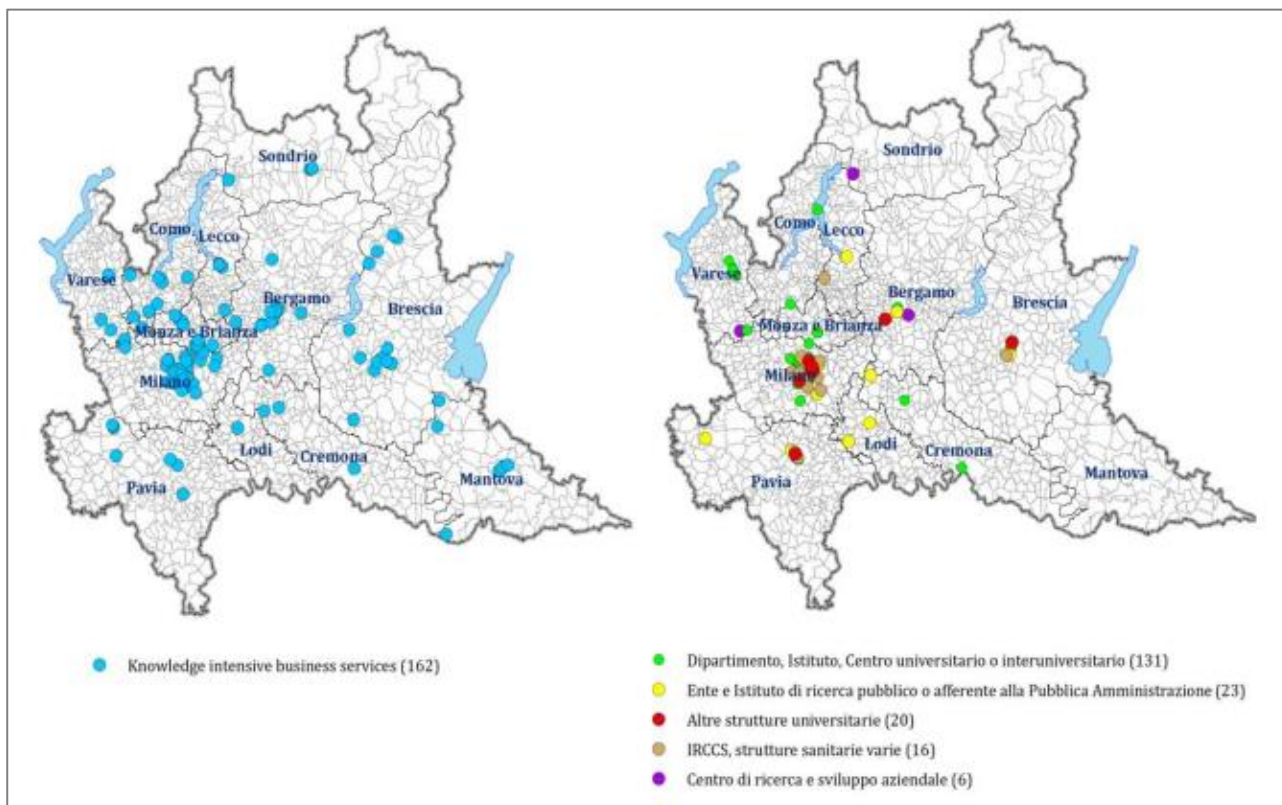 Sondrio
Como
Lecco
Varese
Bergamo
Brescia
Monza e Brianza
Milano
Lodi
Cremona
Pavia
Mantova
Knowledge intensive business services (162)
Sondrio
Como
Lecco
Varese
Bergamo
Brescia
Monza e Brianza
Milano
Lodi
Cremona
Pavia
Mantova
Dipartimento, Istituto, Centro universitario o interuniversitario (131)
Ente e Istituto di ricerca pubblico o afferente alla Pubblica Amministrazione (23)
Altre strutture universitarie (20)
IRCCS, strutture sanitarie varie (16)
Centro di ricerca e sviluppo aziendale (6)